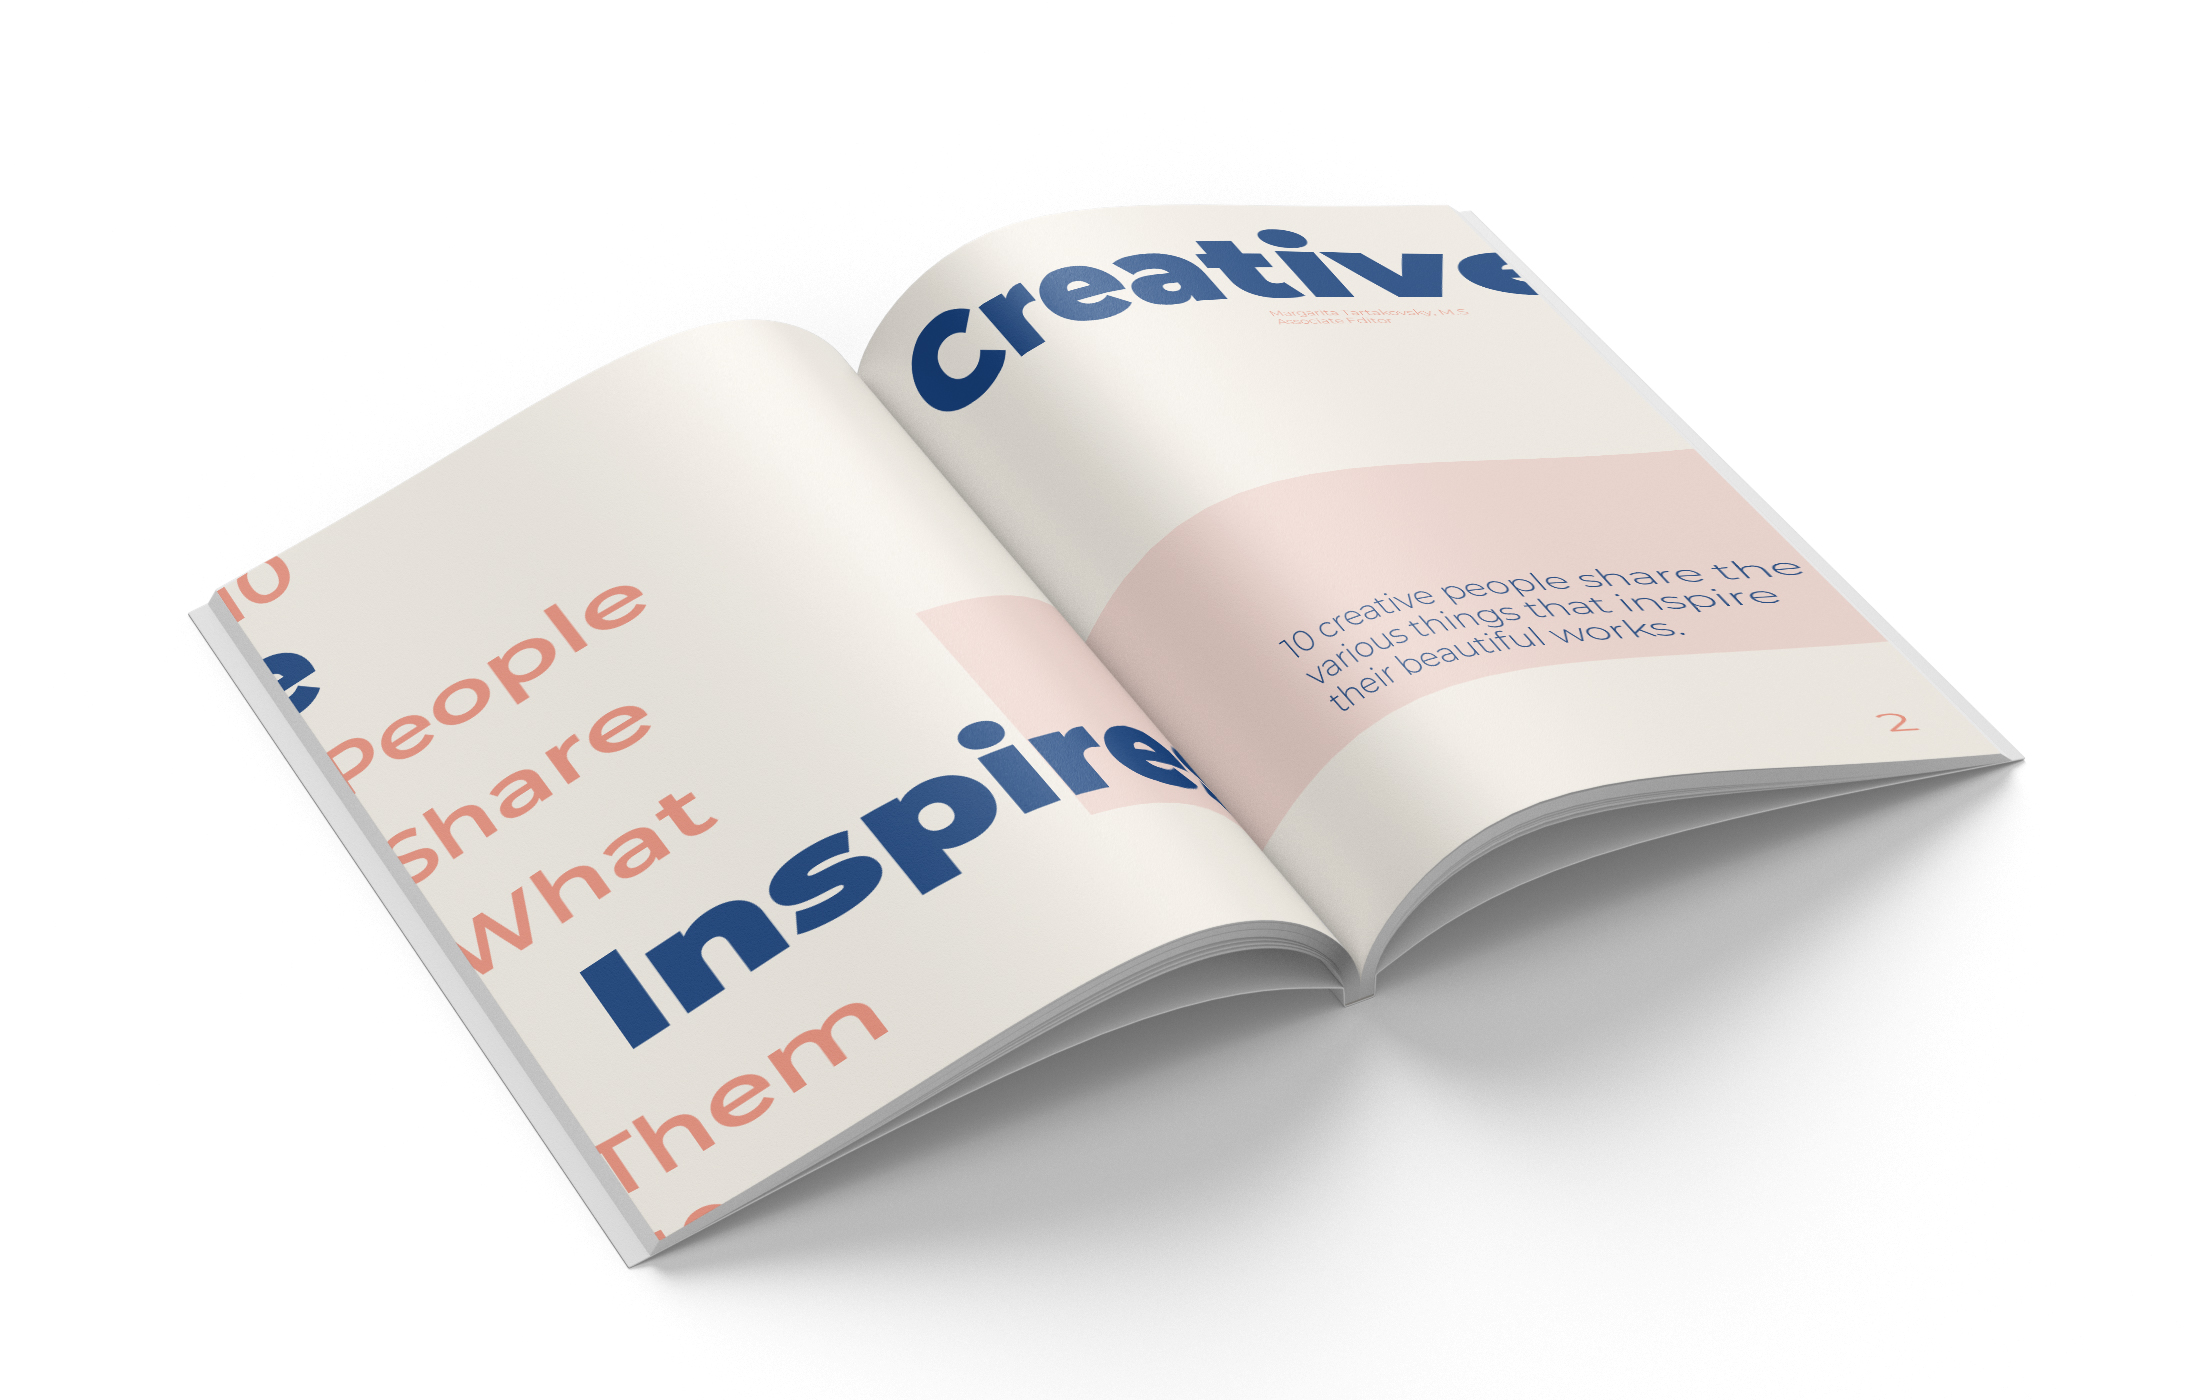 10
e
People
Share
What
Inspire
Them
Creative
Margarita Tartakovsky, M.S
Associate Editor
10 creative people share the
various things that inspire
their beautiful works.
2